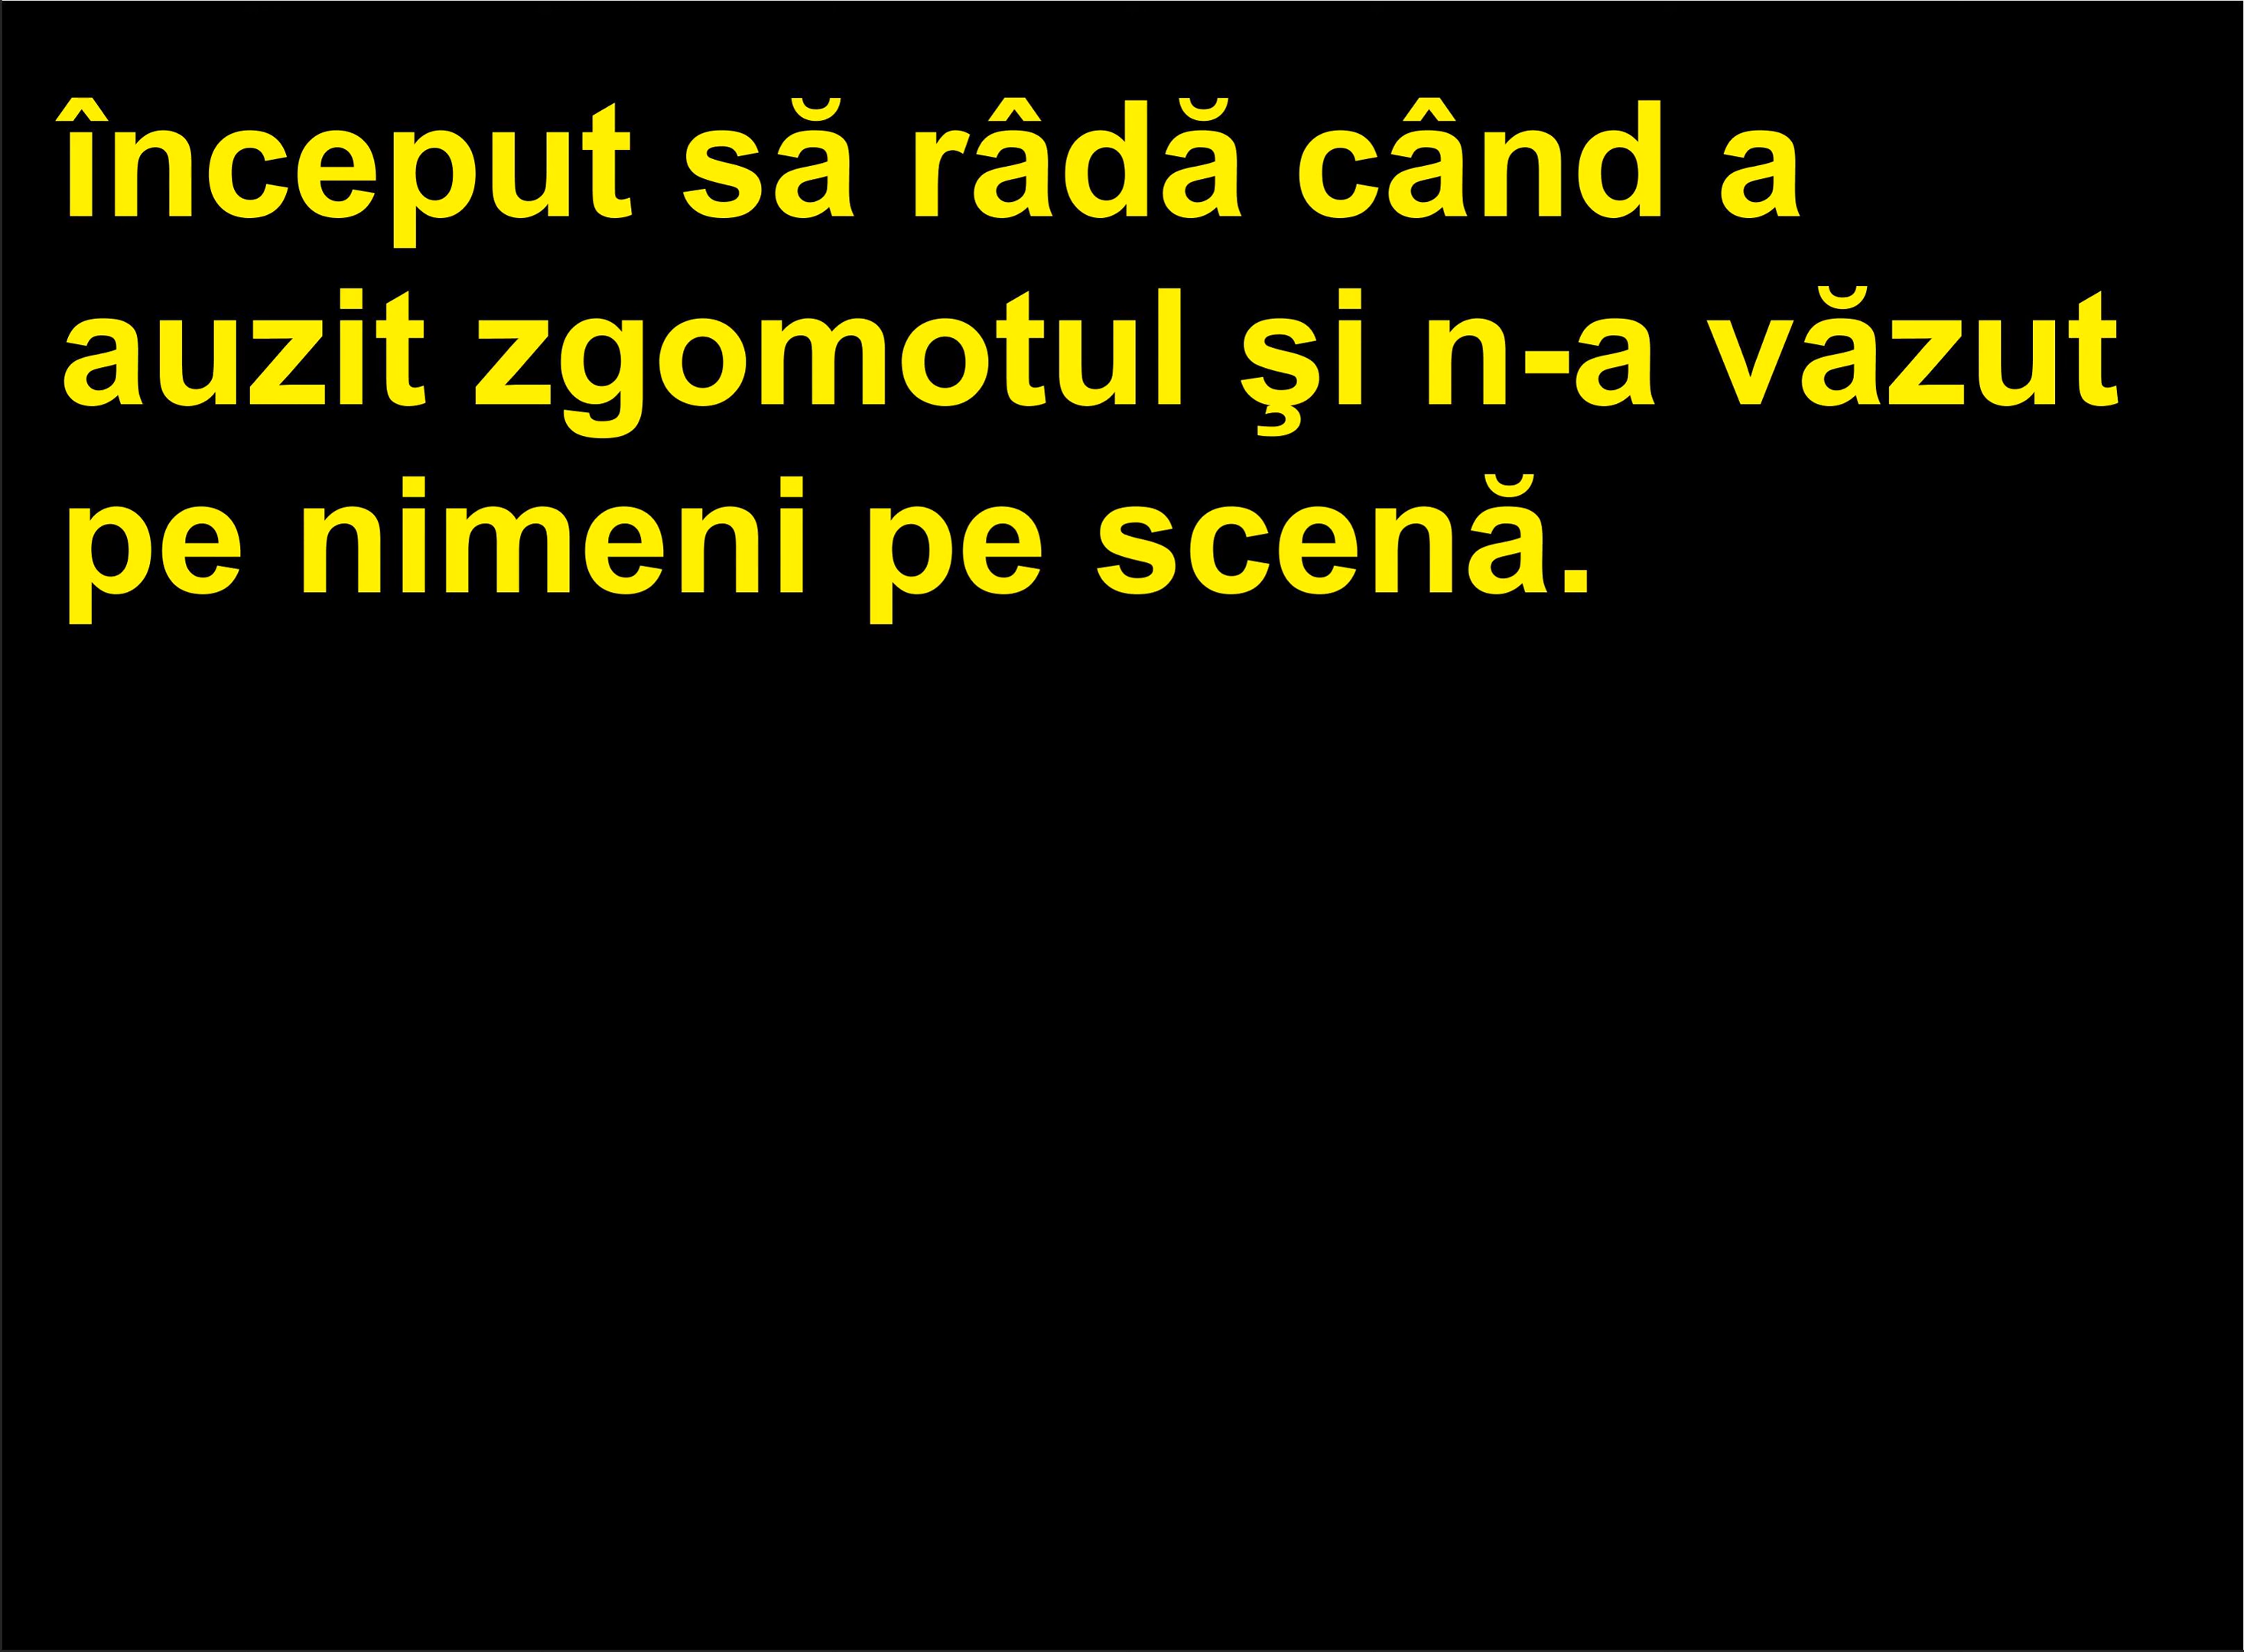 început să râdă când a
auzit zgomotul şi n-a văzut
pe nimeni pe scenă.